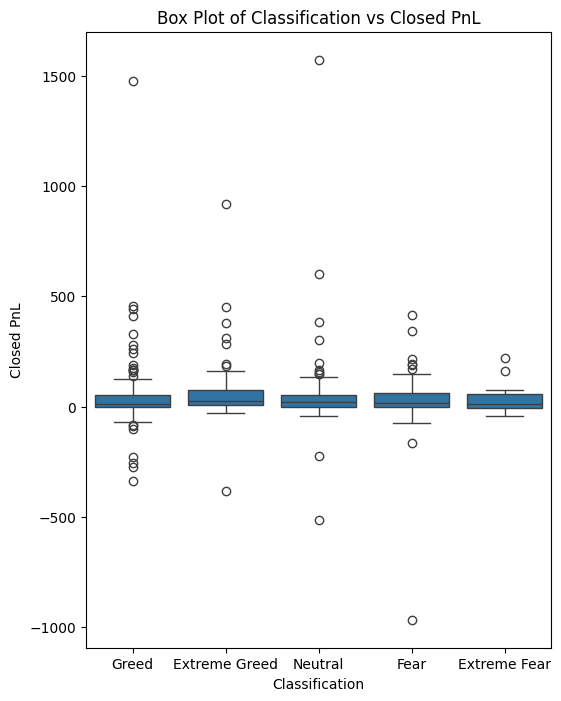 Box Plot of Classification vs Closed PnL
1500
1000
500
0
−500
−1000
Closed PnL
Greed
Extreme Greed
Neutral
Fear
Extreme Fear
Classification